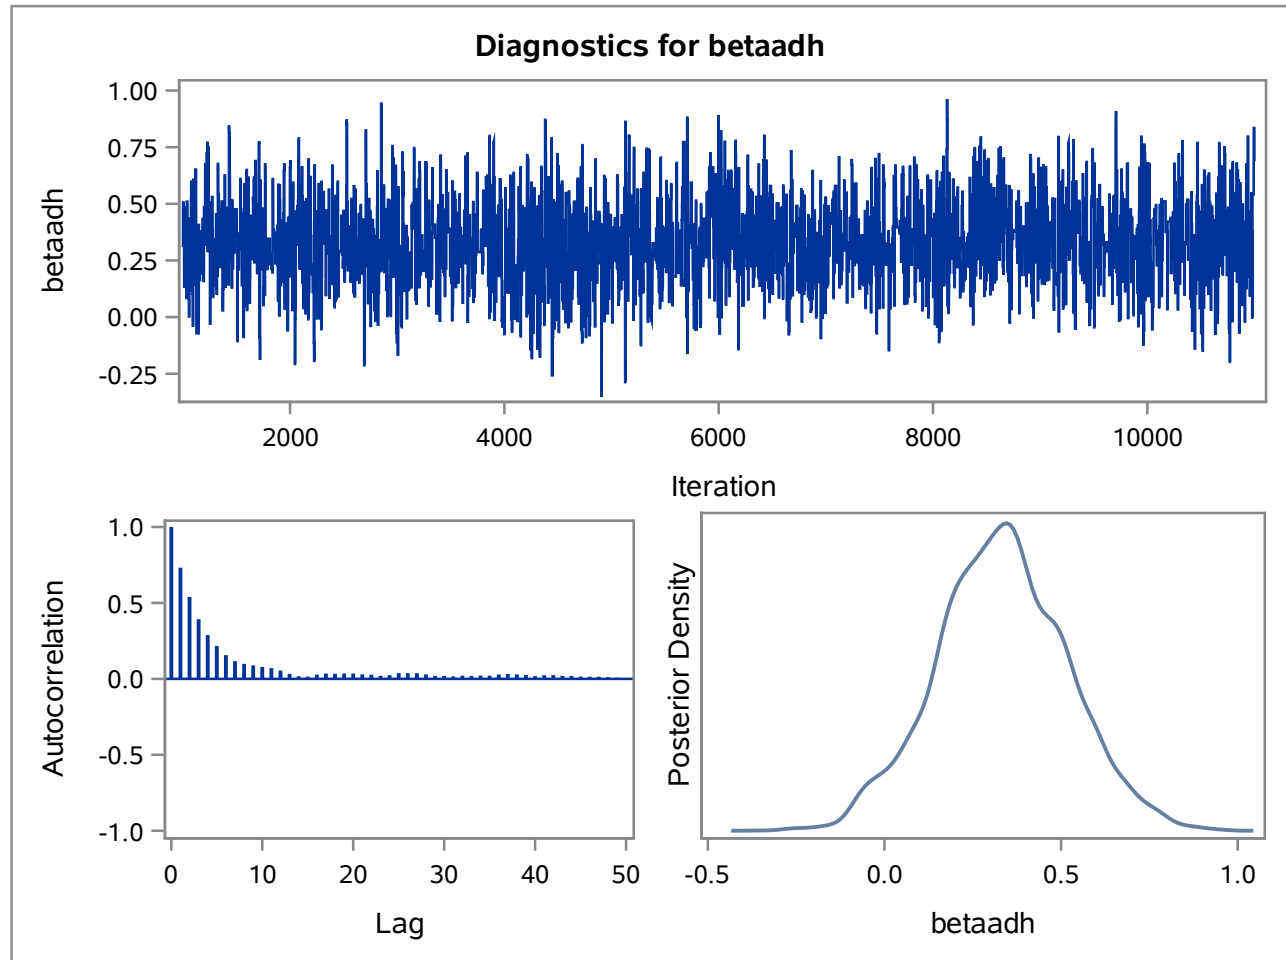 Diagnostics for betaadh
betaadh
1.00
0.75
0.50
0.25
0.00
-0.25
2000 4000 6000 8000 10000
Iteration
Autocorrelation
1.0
0.5
0.0
-0.5
-1.0
0 10 20 30 40 50
Lag
Posterior Density
-0.5 0.0 0.5 1.0
betaadh